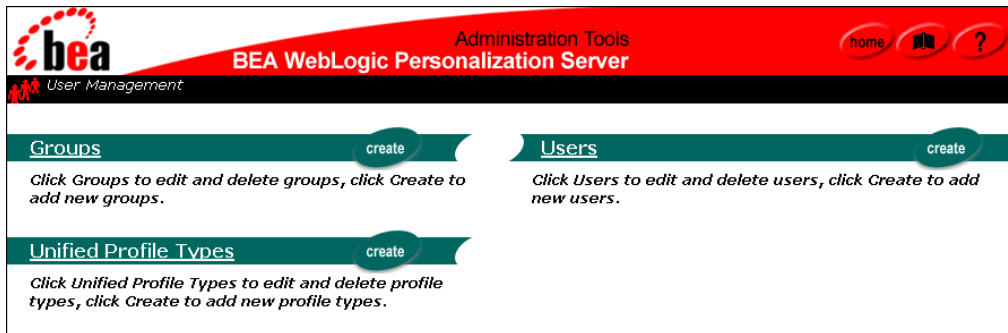 bea
Administration Tools
BEA WebLogic Personalization Server
home
?
User Management
Groups
create
Click Groups to edit and delete groups, click Create to
add new groups.
Users
create
Click Users to edit and delete users, click Create to add
new users.
Unified Profile Types
create
Click Unified Profile Types to edit and delete profile
types, click Create to add new profile types.